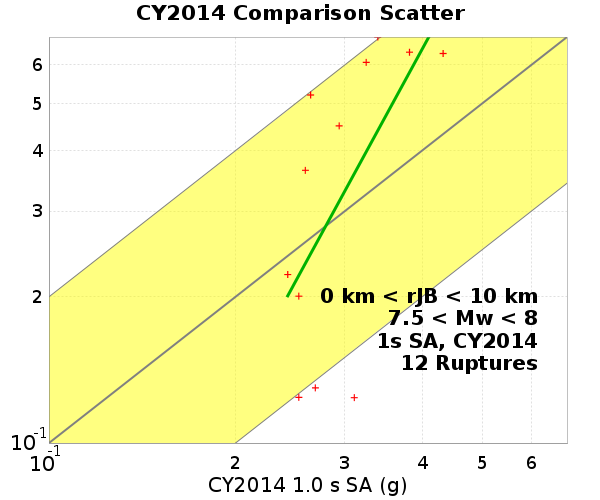 CY2014 Comparison Scatter
6
5
4
3
2
10-1
0 km < rJB < 10 km
7.5 < Mw < 8
1s SA, CY2014
12 Ruptures
10-1 2 3 4 5 6
CY2014 1.0 s SA (g)